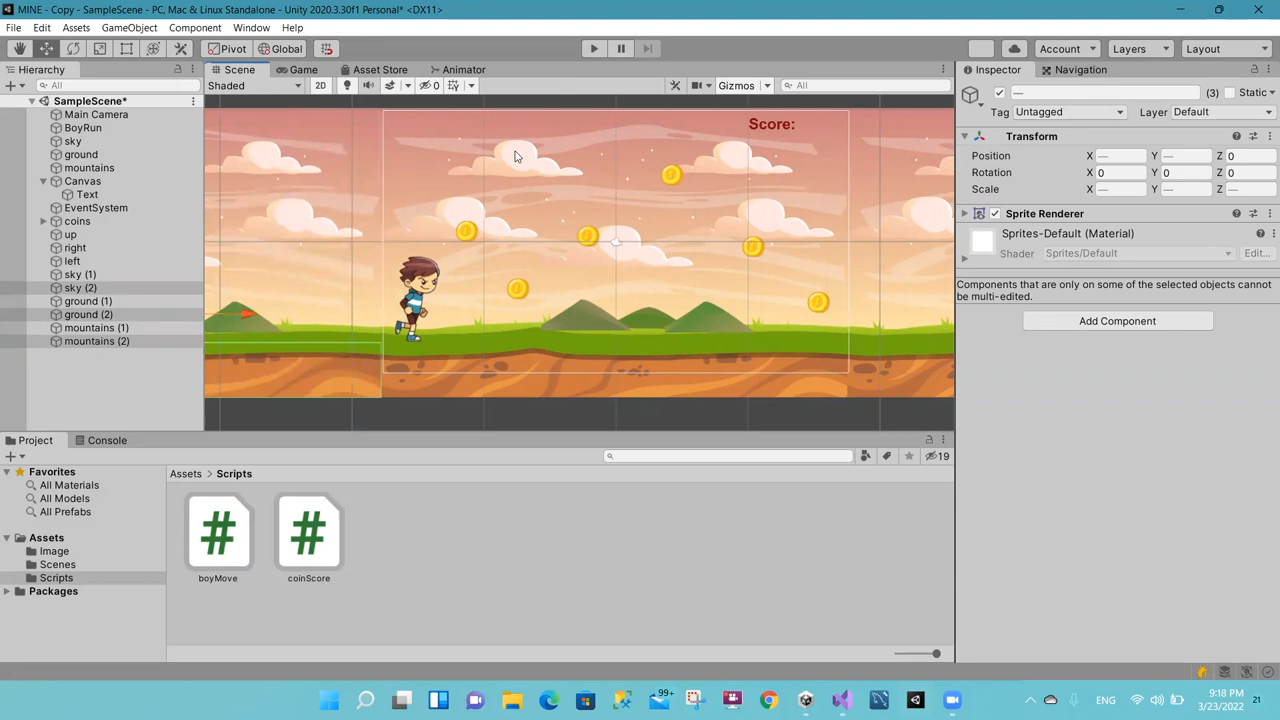 MINE - Copy - SampleScene - PC, Mac & Linux Standalone - Unity 2020.3.30f1 Personal* <DX11>
File Edit Assets GameObject Component Window Help
Pivot Global Account Layers Layout
Hierarchy Scene Game Asset Store Animator Inspector Navigation
All Shaded 2D 0 Gizmos All — (3) Static
SampleScene* Tag Untagged Layer Default
Main Camera Score:
BoyRun Transform
sky
ground Position X — Y — Z 0
mountains Rotation X 0 Y 0 Z 0
Canvas Scale X — Y — Z —
Text
EventSystem Sprite Renderer
coins
up Sprites-Default (Material)
right Shader Sprites/Default Edit...
left
sky (1)
sky (2) Components that are only on some of the selected objects cannot be multi-edited.
ground (1)
ground (2) Add Component
mountains (1)
mountains (2)
Project Console
19
Favorites Assets > Scripts
All Materials
All Models
All Prefabs
Assets
Image
Scenes
Scripts boyMove coinScore
Packages
99+ ENG 9:18 PM
3/23/2022 21